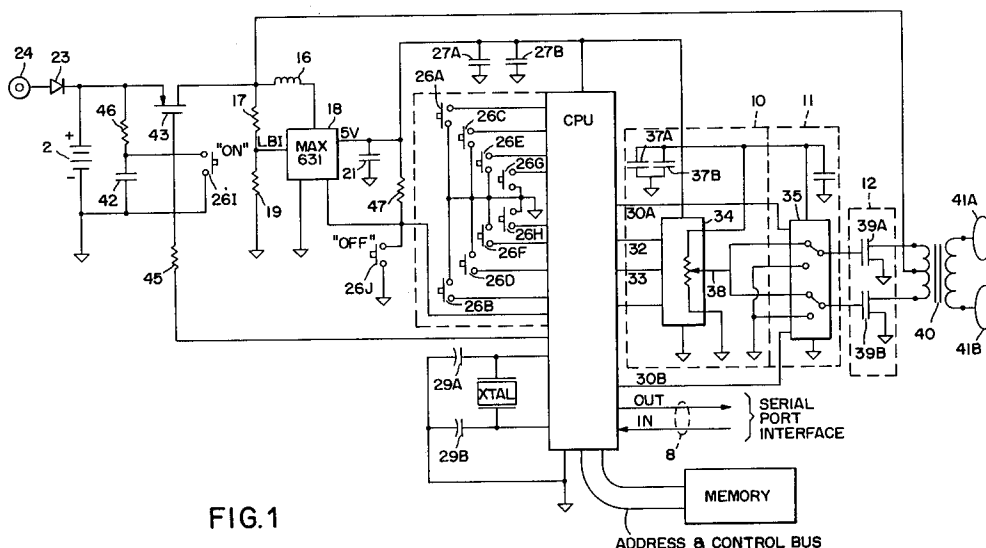 24
23
46
43
2
+
-
42
"ON"
26I
45
16
17
LBI
19
18
MAX
631
5V
21
47
"OFF"
26J
27A
27B
26A
26C
26E
26G
26H
26F
26D
26B
CPU
29A
29B
XTAL
10
11
37A
37B
30A
34
32
33
38
35
12
39A
39B
40
41A
41B
30B
OUT
IN
8
SERIAL
PORT
INTERFACE
MEMORY
ADDRESS & CONTROL BUS
FIG.1